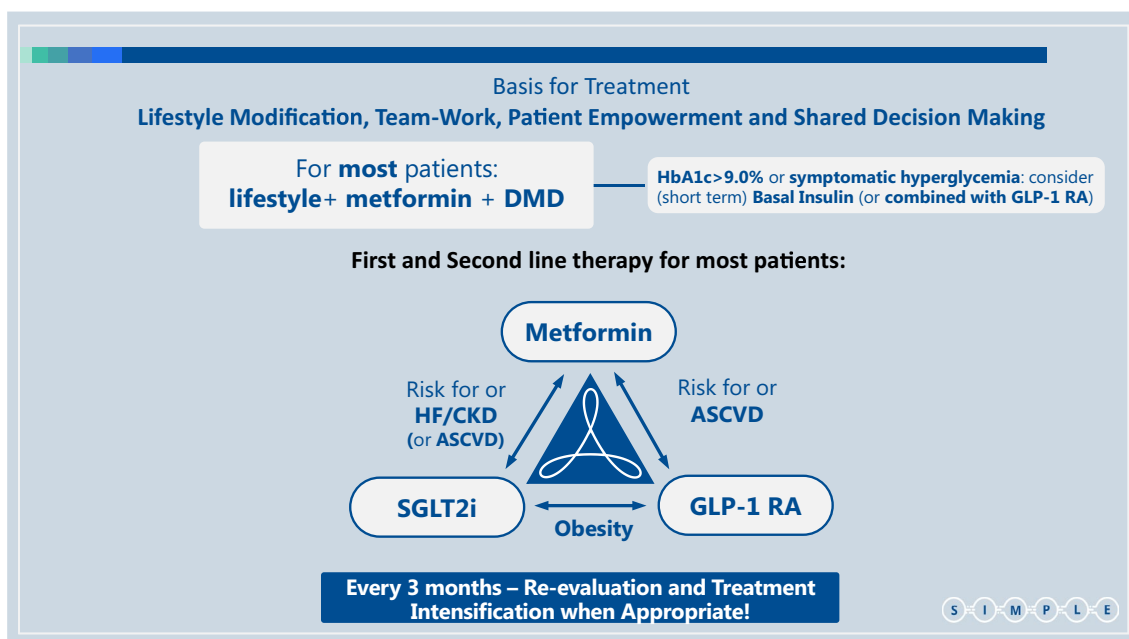 Basis for Treatment
Lifestyle Modification, Team-Work, Patient Empowerment and Shared Decision Making
For most patients:
lifestyle+ metformin + DMD
HbA1c>9.0% or symptomatic hyperglycemia: consider
(short term) Basal Insulin (or combined with GLP-1 RA)
First and Second line therapy for most patients:
Metformin
Risk for or
HF/CKD
(or ASCVD)
Risk for or
ASCVD
SGLT2i
GLP-1 RA
Obesity
Every 3 months – Re-evaluation and Treatment
Intensification when Appropriate!
S I M P L E